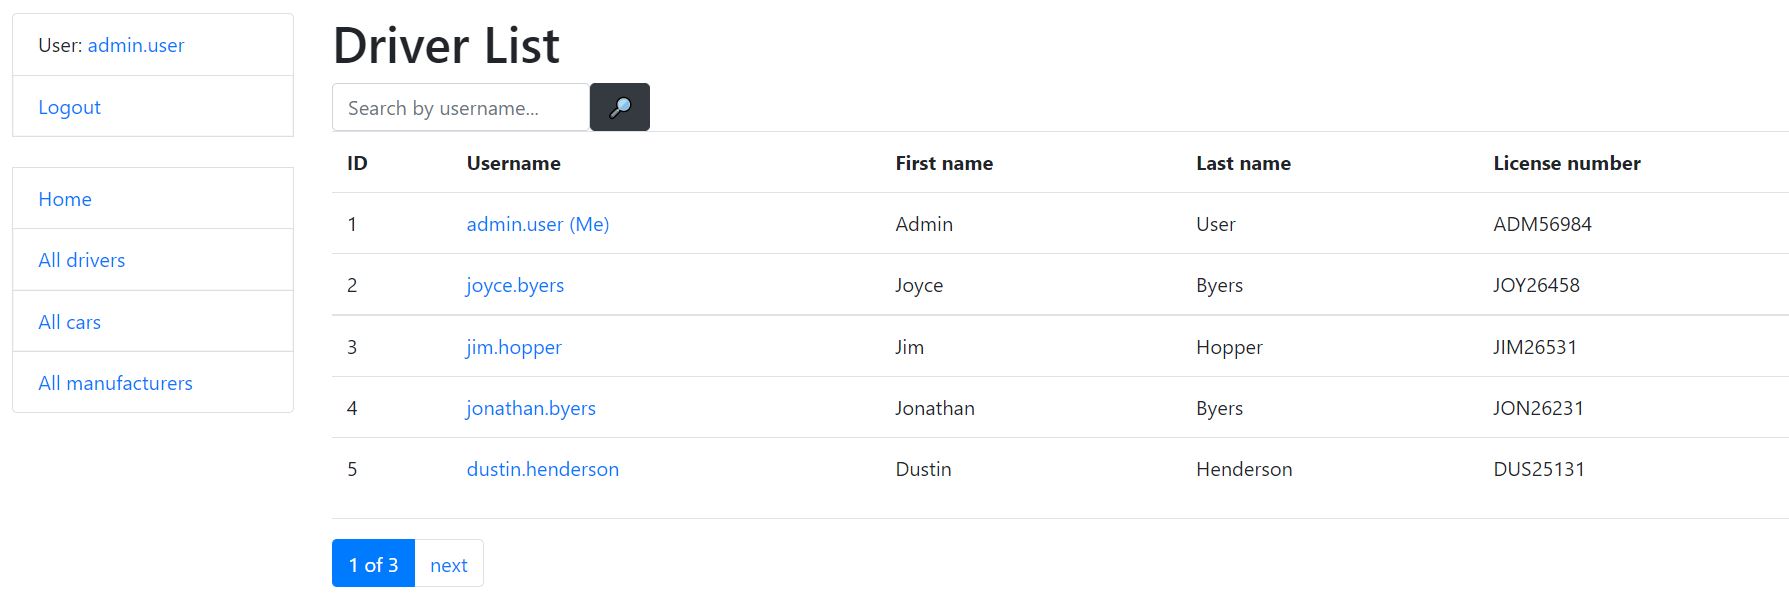 User: admin.user
Logout
Home
All drivers
All cars
All manufacturers
Driver List
Search by username...
ID Username First name Last name License number
1 admin.user (Me) Admin User ADM56984
2 joyce.byers Joyce Byers JOY26458
3 jim.hopper Jim Hopper JIM26531
4 jonathan.byers Jonathan Byers JON26231
5 dustin.henderson Dustin Henderson DUS25131
1 of 3 next